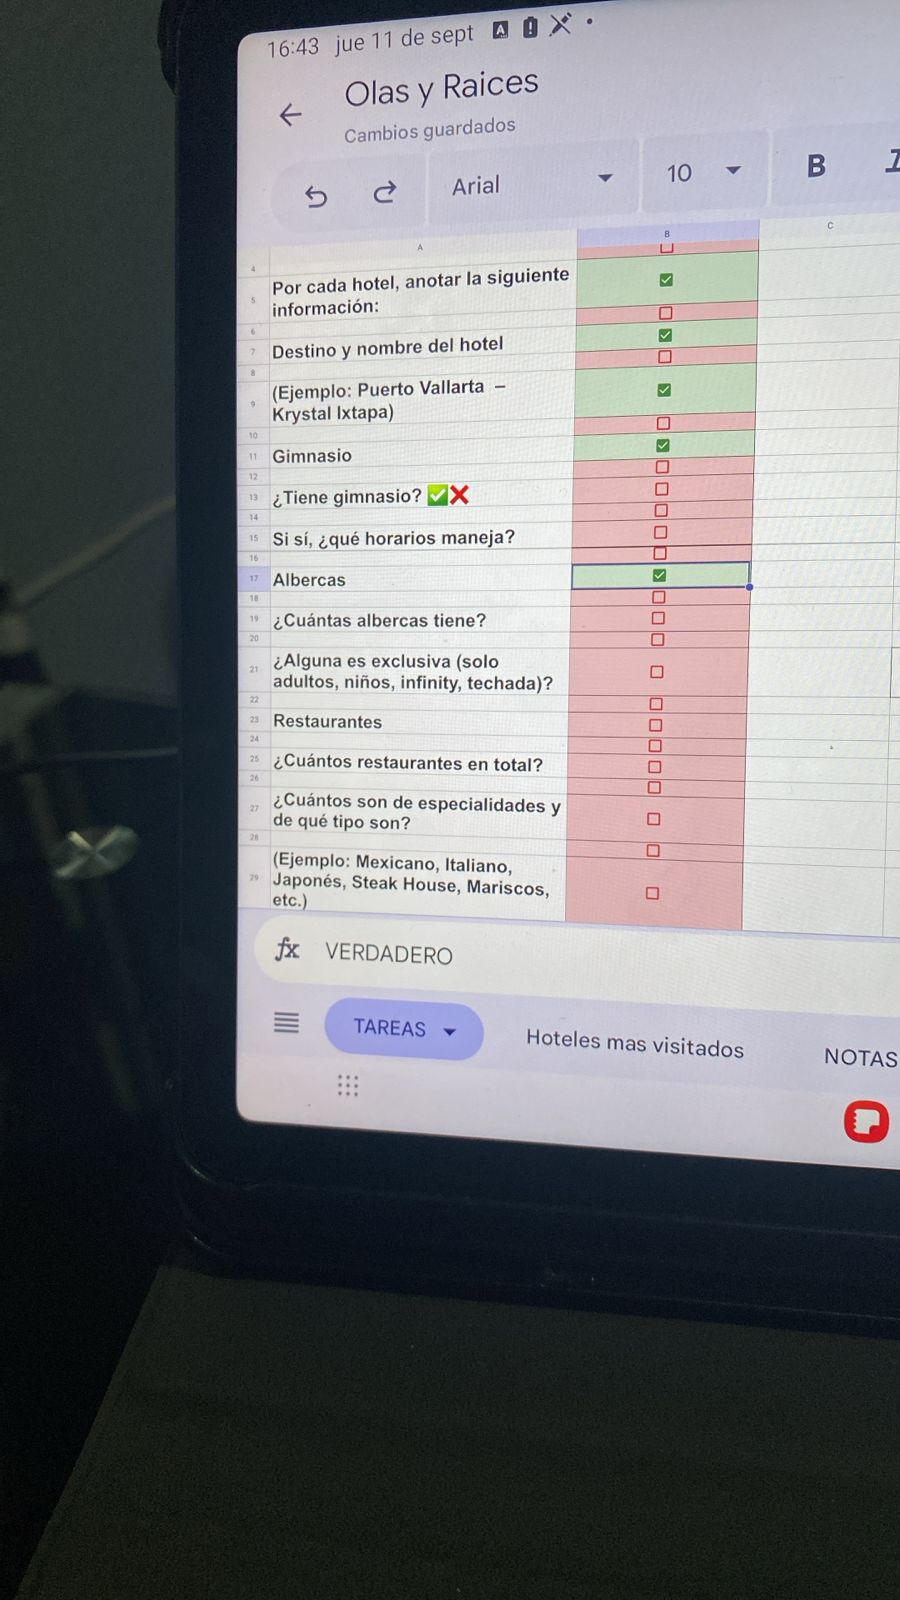 16:43 jue 11 de sept
Olas y Raices
Cambios guardados
Arial
10
B
I
A
B
C
4
5
Por cada hotel, anotar la siguiente
información:
6
7
Destino y nombre del hotel
8
9
(Ejemplo: Puerto Vallarta –
Krystal Ixtapa)
10
11
Gimnasio
12
13
¿Tiene gimnasio? ✅❌
14
15
Si sí, ¿qué horarios maneja?
16
17
Albercas
18
19
¿Cuántas albercas tiene?
20
21
¿Alguna es exclusiva (solo
adultos, niños, infinity, techada)?
22
23
Restaurantes
24
25
¿Cuántos restaurantes en total?
26
27
¿Cuántos son de especialidades y
de qué tipo son?
28
29
(Ejemplo: Mexicano, Italiano,
Japonés, Steak House, Mariscos,
etc.)
fx VERDADERO
TAREAS
Hoteles mas visitados
NOTAS